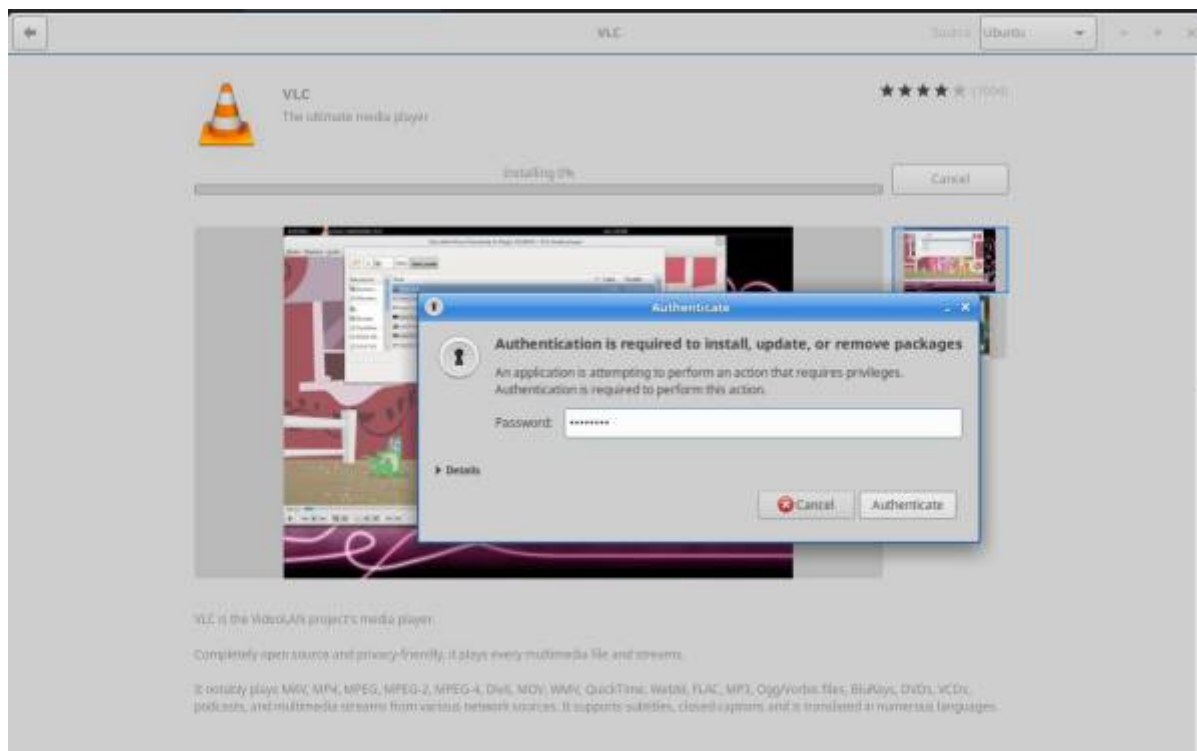 VLC
Source
Ubuntu
VLC
The ultimate media player
Installing 0%
Cancel
Authenticate
Authentication is required to install, update, or remove packages
An application is attempting to perform an action that requires privileges.
Authentication is required to perform this action.
Password:
Details
Cancel
Authenticate
VLC is the VideoLAN project's media player.
Completely open source and privacy-friendly, it plays every multimedia file and streams.
It notably plays MKV, MP4, MPEG, MPEG-2, MPEG-4, DivX, MOV, WMV, QuickTime, WebM, FLAC, MP3, Ogg/Vorbis files, BluRays, DVDs, VCDs,
podcasts, and multimedia streams from various network sources. It supports subtitles, closed captions and is translated in numerous languages.